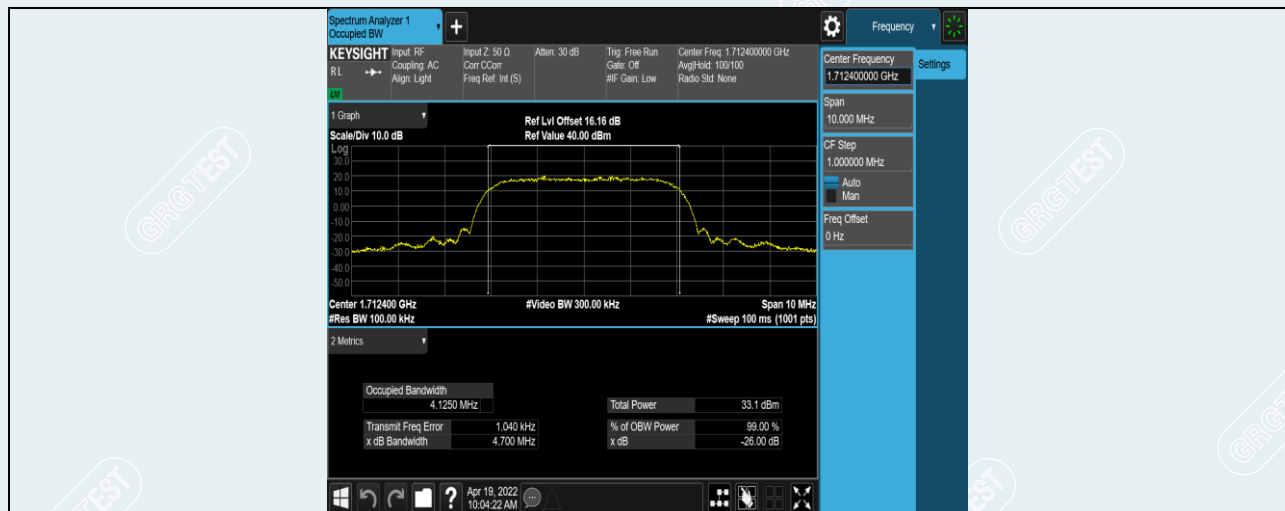 Spectrum Analyzer 1
Occupied BW
+
Frequency
KEYSIGHT
RL
LXI
Input: RF
Coupling: AC
Align: Light
Input Z: 50 Ω
Corr CCorr
Freq Ref: Int (S)
Atten: 30 dB
Trig: Free Run
Gate: Off
#IF Gain: Low
Center Freq: 1.712400000 GHz
Avg|Hold: 100/100
Radio Std: None
Center Frequency
1.712400000 GHz
Settings
Span
10.000 MHz
CF Step
1.000000 MHz
Auto
Man
Freq Offset
0 Hz
1 Graph
Scale/Div 10.0 dB
Ref Lvl Offset 16.16 dB
Ref Value 40.00 dBm
Log
30.0
20.0
10.0
0.00
-10.0
-20.0
-30.0
-40.0
-50.0
Center 1.712400 GHz
#Video BW 300.00 kHz
Span 10 MHz
#Res BW 100.00 kHz
#Sweep 100 ms (1001 pts)
2 Metrics
Occupied Bandwidth
4.1250 MHz
Total Power 33.1 dBm
Transmit Freq Error 1.040 kHz
% of OBW Power 99.00 %
x dB Bandwidth 4.700 MHz
x dB -26.00 dB
?
Apr 19, 2022
10:04:22 AM
GRGTEST
GRGTEST
GRGTEST
GRGTEST